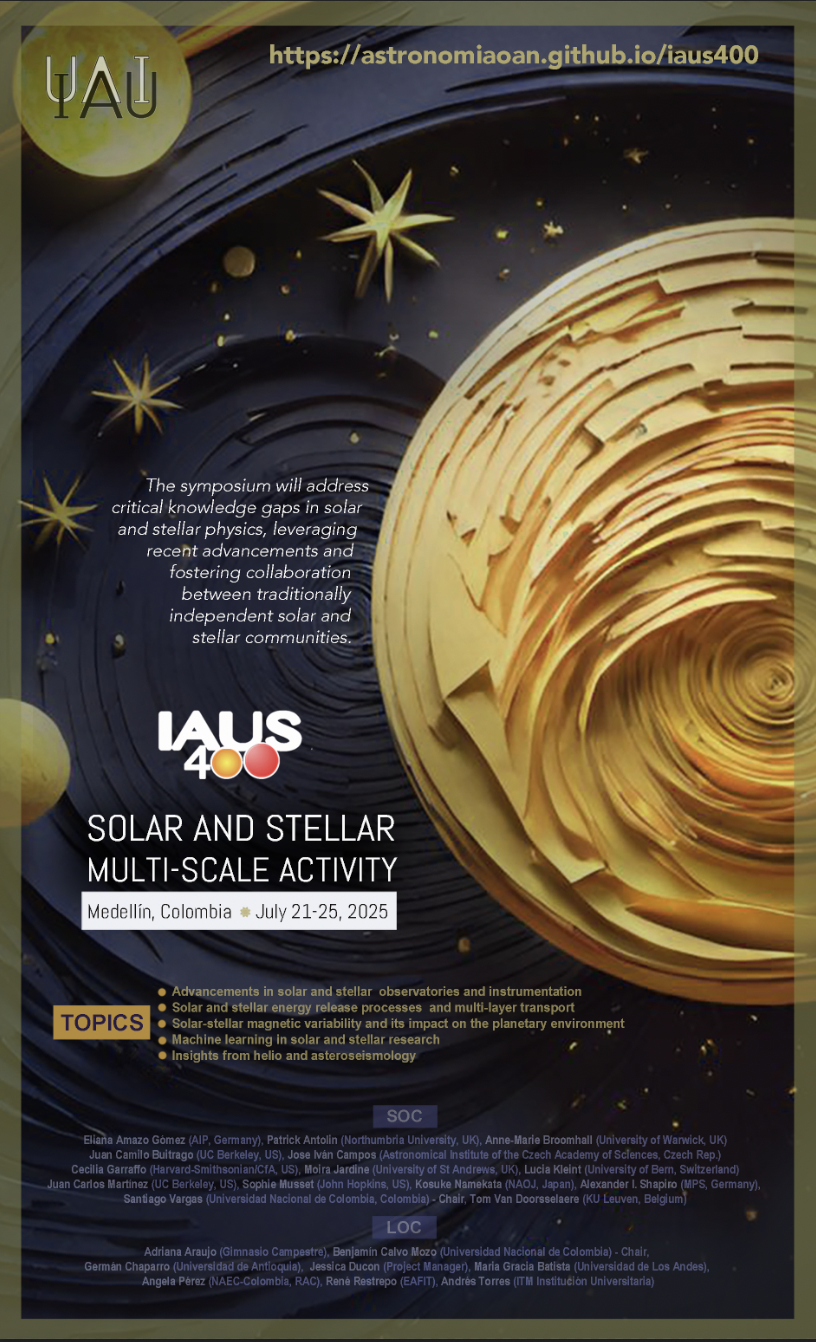 UAI
IAU
https://astronomiaoan.github.io/iaus400
The symposium will address
critical knowledge gaps in solar
and stellar physics, leveraging
recent advancements and
fostering collaboration
between traditionally
independent solar and
stellar communities.
IAUS
400
SOLAR AND STELLAR
MULTI-SCALE ACTIVITY
Medellín, Colombia July 21-25, 2025
TOPICS
Advancements in solar and stellar observatories and instrumentation
Solar and stellar energy release processes and multi-layer transport
Solar-stellar magnetic variability and its impact on the planetary environment
Machine learning in solar and stellar research
Insights from helio and asteroseismology
SOC
Eliana Amazo Gómez (AIP, Germany), Patrick Antolin (Northumbria University, UK), Anne-Marie Broomhall (University of Warwick, UK)
Juan Camilo Buitrago (UC Berkeley, US), Jose Iván Campos (Astronomical Institute of the Czech Academy of Sciences, Czech Rep.)
Cecilia Garraffo (Harvard-Smithsonian/CfA, US), Moira Jardine (University of St Andrews, UK), Lucia Kleint (University of Bern, Switzerland)
Juan Carlos Martínez (UC Berkeley, US), Sophie Musset (John Hopkins, US), Kosuke Namekata (NAOJ, Japan), Alexander I. Shapiro (MPS, Germany),
Santiago Vargas (Universidad Nacional de Colombia, Colombia) - Chair, Tom Van Doorsselaere (KU Leuven, Belgium)
LOC
Adriana Araujo (Gimnasio Campestre), Benjamín Calvo Mozo (Universidad Nacional de Colombia) - Chair,
Germán Chaparro (Universidad de Antioquia), Jessica Ducon (Project Manager), María Gracia Batista (Universidad de Los Andes),
Angela Pérez (NAEC-Colombia, RAC), René Restrepo (EAFIT), Andrés Torres (ITM Institución Universitaria)